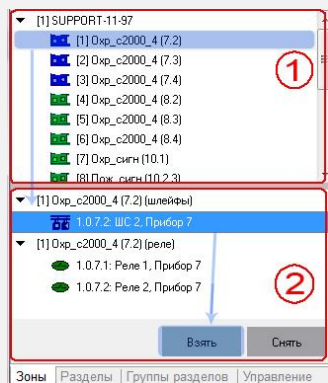 [1] SUPPORT-11-97
[1] Охр_с2000_4 (7.2)
[2] Охр_с2000_4 (7.3)
[3] Охр_с2000_4 (7.4)
[4] Охр_с2000_4 (8.2)
[5] Охр_с2000_4 (8.3)
[6] Охр_с2000_4 (8.4)
[7] Охр_сигн (10.1)
[8] Пож_сигн (10.2,3)
1
[1] Охр_с2000_4 (7.2) (шлейфы)
1.0.7.2: ШС 2, Прибор 7
[1] Охр_с2000_4 (7.2) (реле)
1.0.7.1: Реле 1, Прибор 7
1.0.7.2: Реле 2, Прибор 7
2
Взять Снять
Зоны Разделы Группы разделов Управление